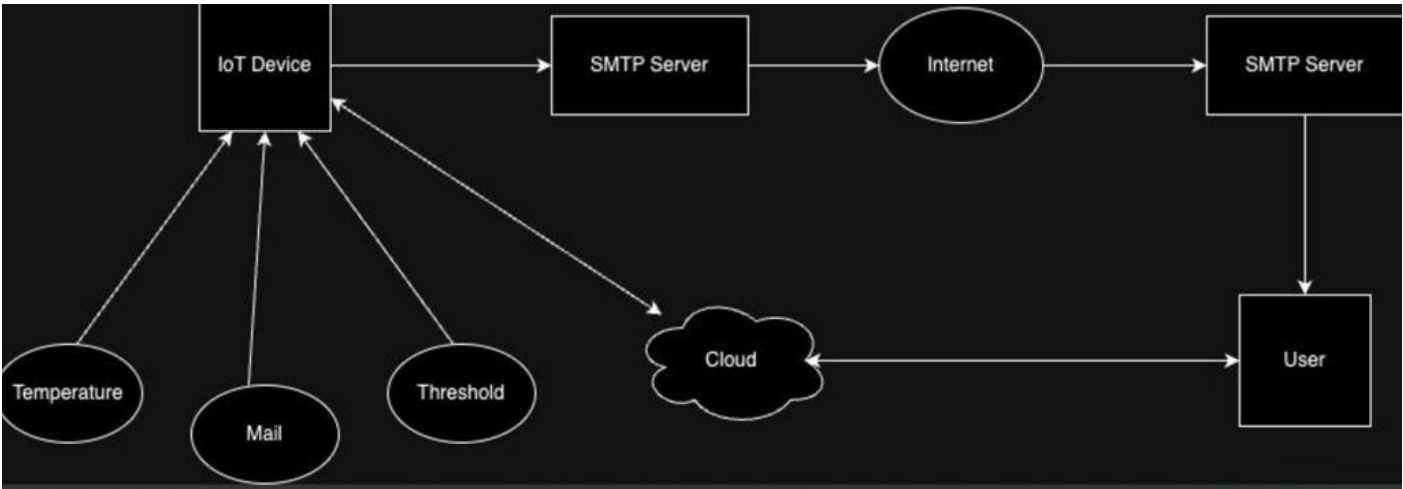 IoT Device
SMTP Server
Internet
SMTP Server
Temperature
Mail
Threshold
Cloud
User